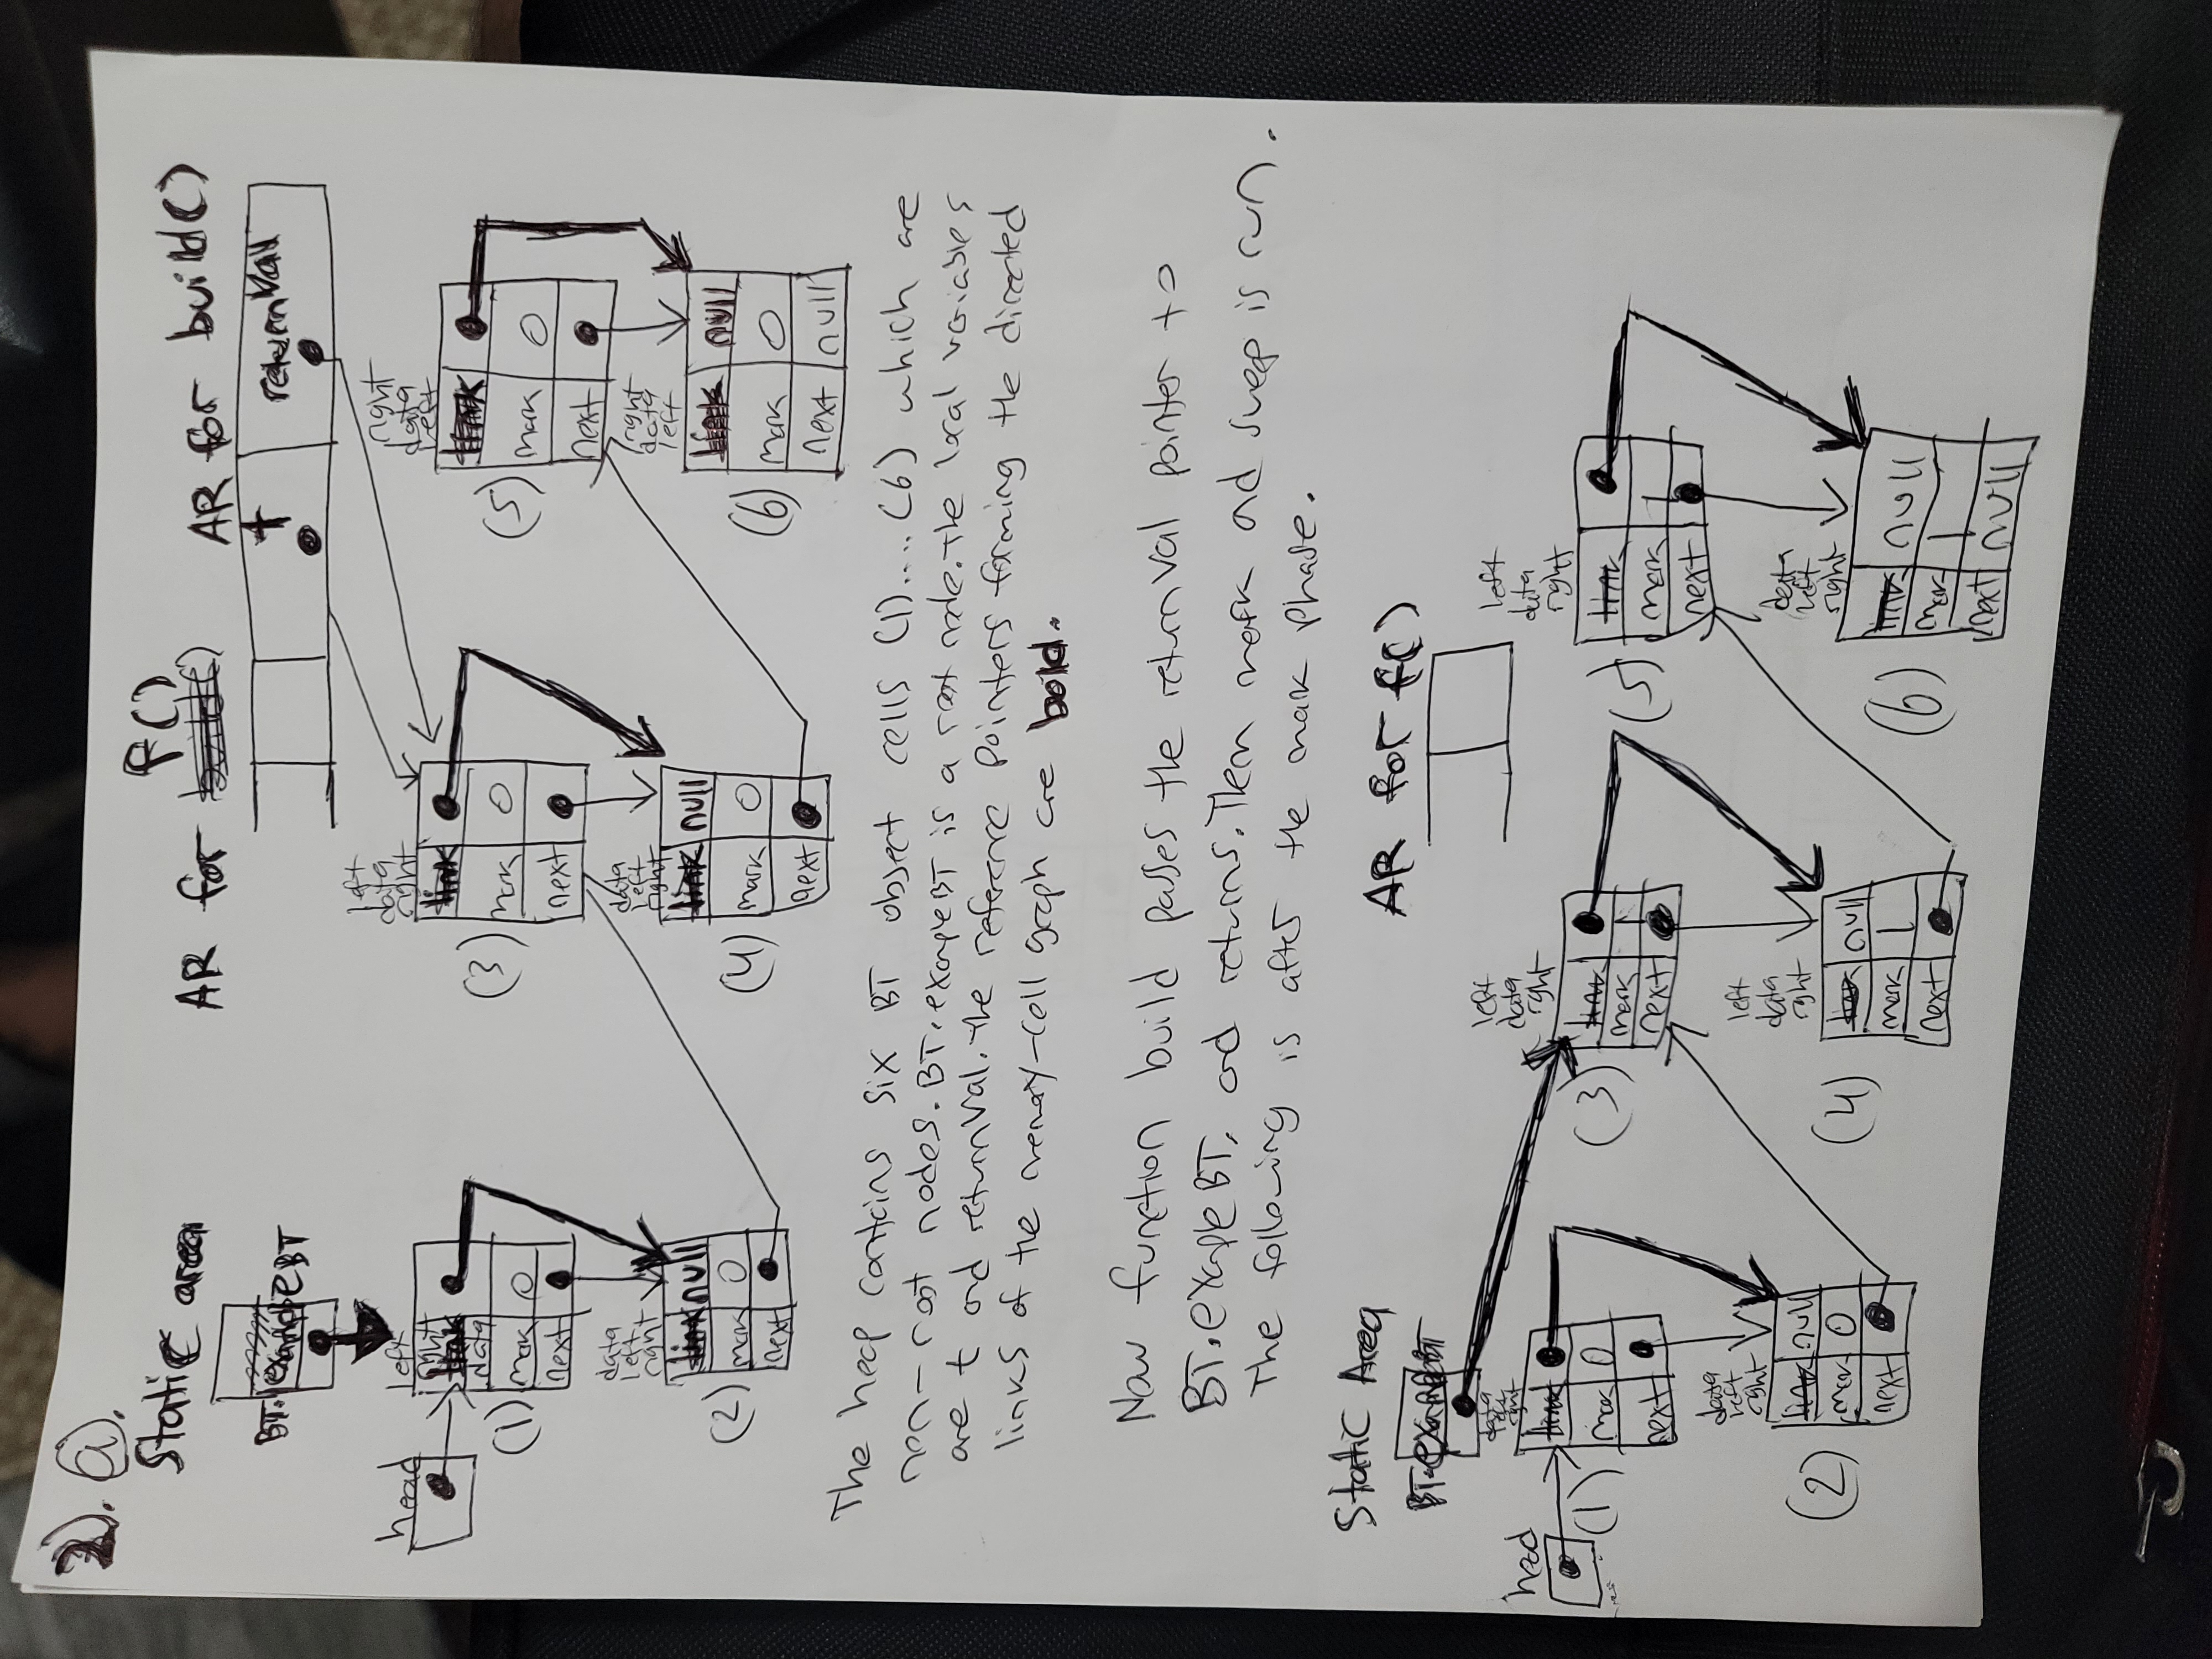 2). a.
Static area
f()
AR for build()
AR for build()
BT.exampleBT
t
returnVal
head
left
right
link
data
(1)
mark 0
next
data
left
right
link null
(2)
mark 0
next
left
data
right
link
(3)
mark 0
next
data
left
right
link null
(4)
mark 0
next
right
data
left
link
(5)
mark 0
next
right
data
left
link null
(6)
mark 0
next null
The heap contains six BT object cells (1)....(6) which are
non-root nodes. BT.exampleBT is a root node. The local variables
are t and returnVal. The reference pointers forming the directed
links of the memory-cell graph are bold.
Now function build passes the returnVal pointer to
BT.exampleBT, and returns. Then mark and sweep is run.
The following is after the mark phase.
Static Area
AR for f()
BT.exampleBT
head
data
left
right
link
(1)
mark 0
next
data
left
right
link null
(2)
mark 0
next
left
data
right
link
(3)
mark 1
next
left
data
right
link null
(4)
mark 1
next
left
data
right
link
(5)
mark 1
next
data
left
right
link null
(6)
mark 1
next null